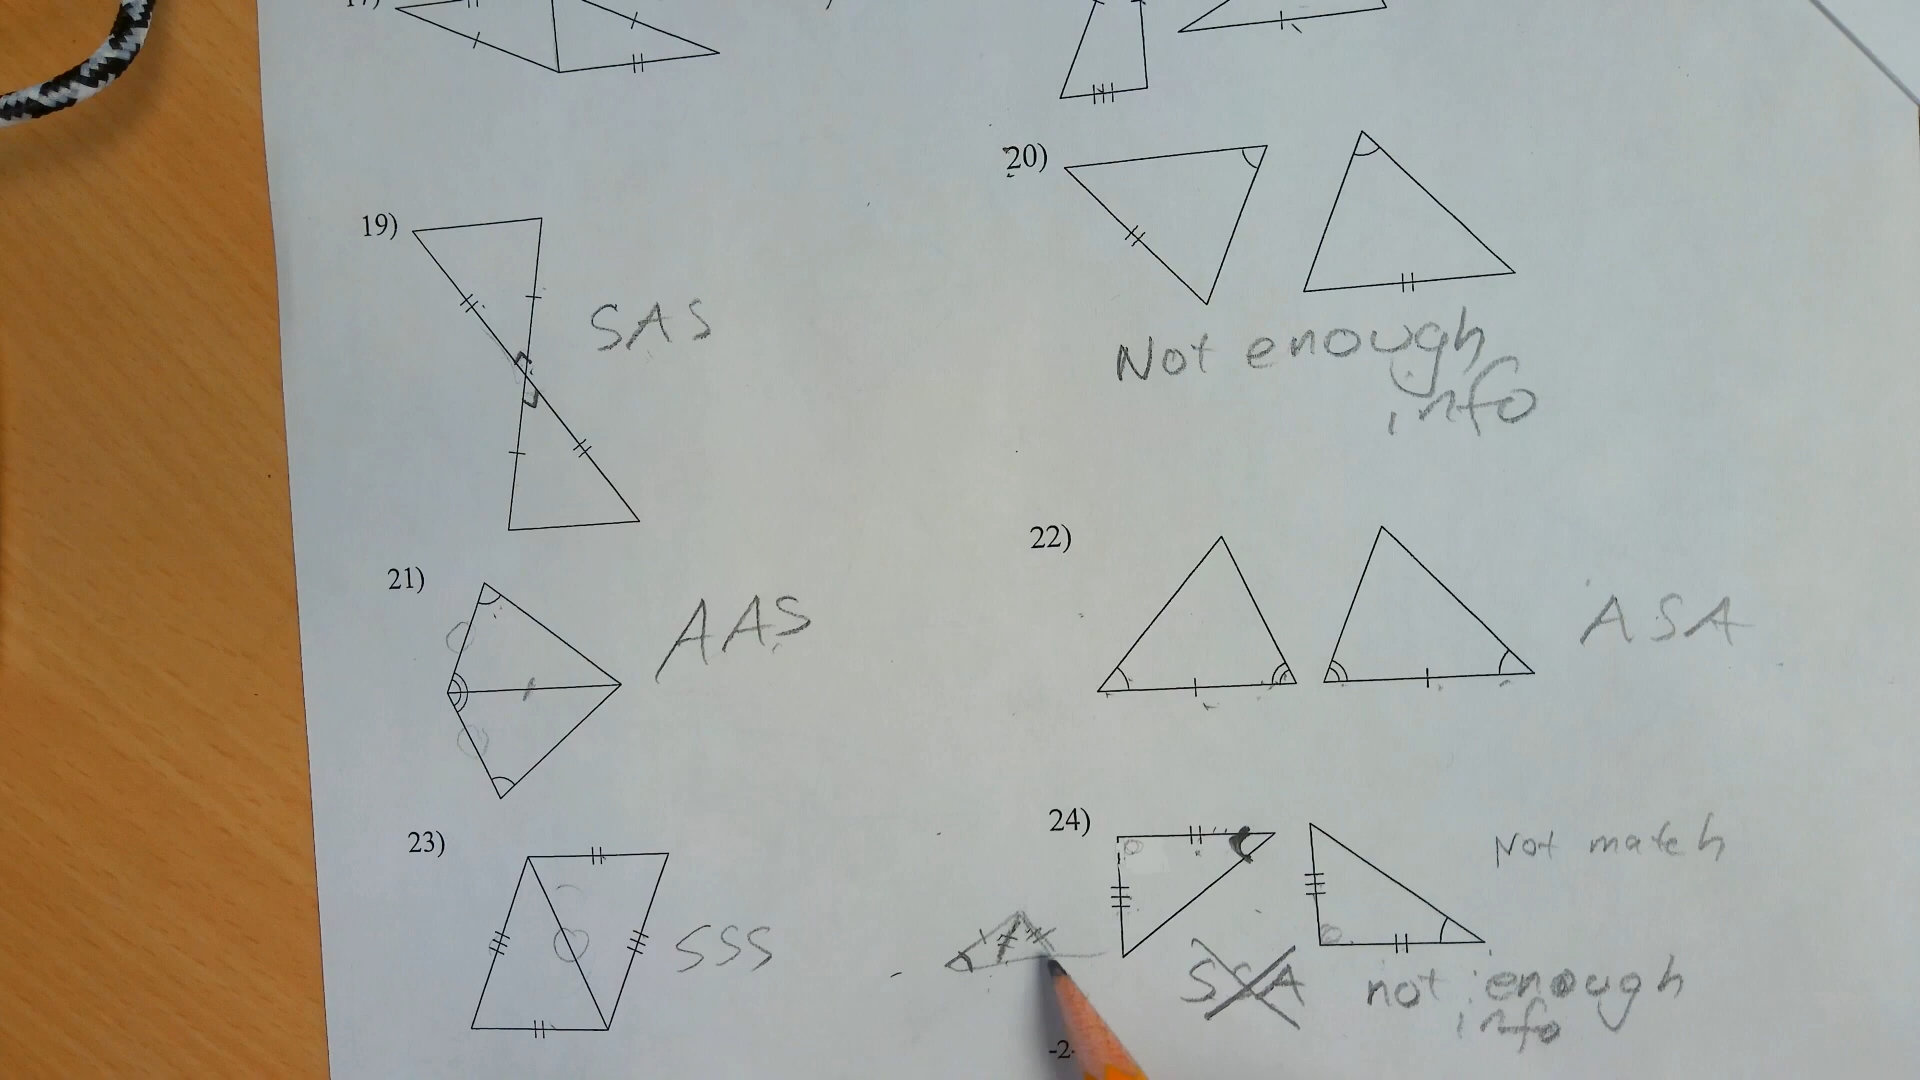 17)
19)
SAS
20)
Not enough
info
21)
AAS
22)
ASA
23)
SSS
24)
Not match
SSA not enough
info
-2-